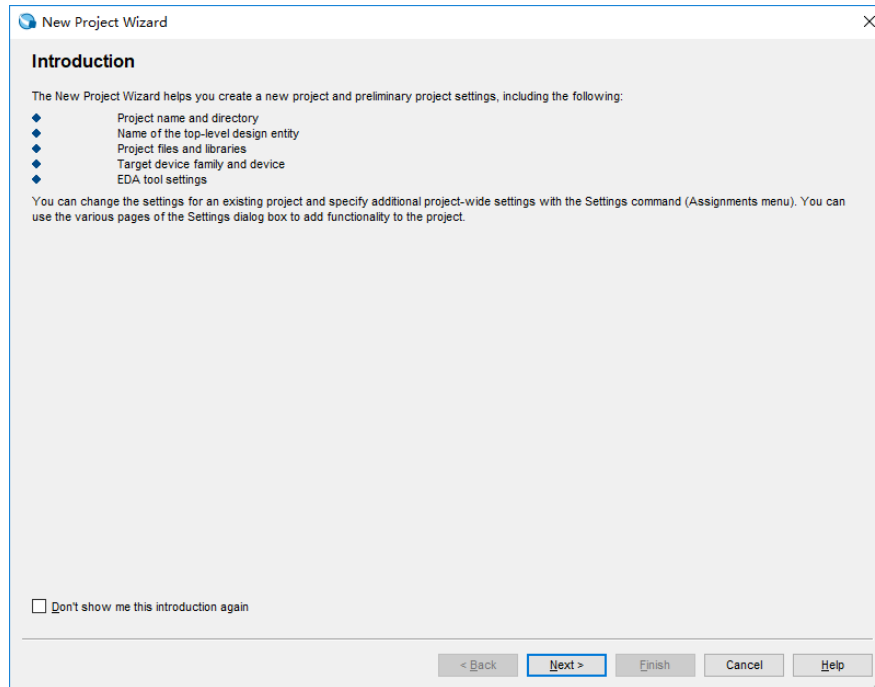 New Project Wizard
Introduction
The New Project Wizard helps you create a new project and preliminary project settings, including the following:
Project name and directory
Name of the top-level design entity
Project files and libraries
Target device family and device
EDA tool settings
You can change the settings for an existing project and specify additional project-wide settings with the Settings command (Assignments menu). You can
use the various pages of the Settings dialog box to add functionality to the project.
Don't show me this introduction again
< Back Next > Finish Cancel Help